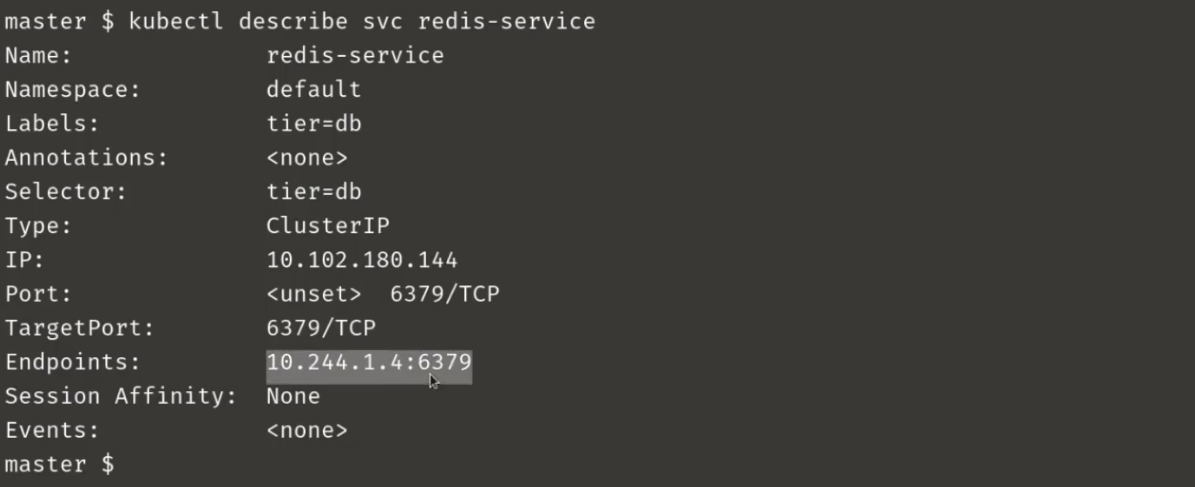 master $ kubectl describe svc redis-service
Name: redis-service
Namespace: default
Labels: tier=db
Annotations: <none>
Selector: tier=db
Type: ClusterIP
IP: 10.102.180.144
Port: <unset> 6379/TCP
TargetPort: 6379/TCP
Endpoints: 10.244.1.4:6379
Session Affinity: None
Events: <none>
master $